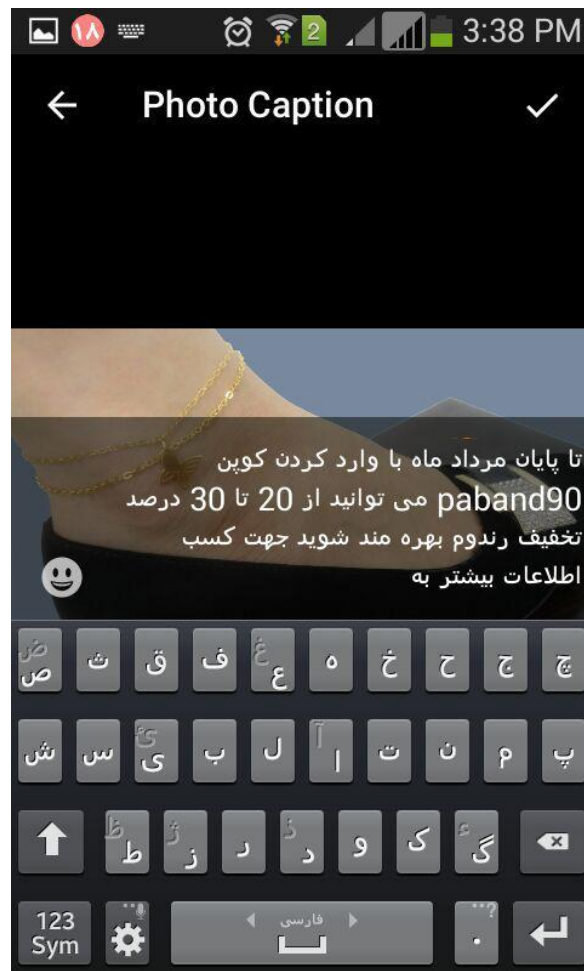 ۱۸ 2 3:38 PM
Photo Caption
تا پایان مرداد ماه با وارد کردن کوپن
paband90 می توانید از 20 تا 30 درصد
تخفیف رندوم بهره مند شوید جهت کسب
اطلاعات بیشتر به
ض ص ث ق ف غ ع ه خ ح ج چ
ش س ئ ی ب ل آ ا ت ن م پ
ظ ط ژ ز ر ذ د و ک ء گ
123 Sym فارسی . ?